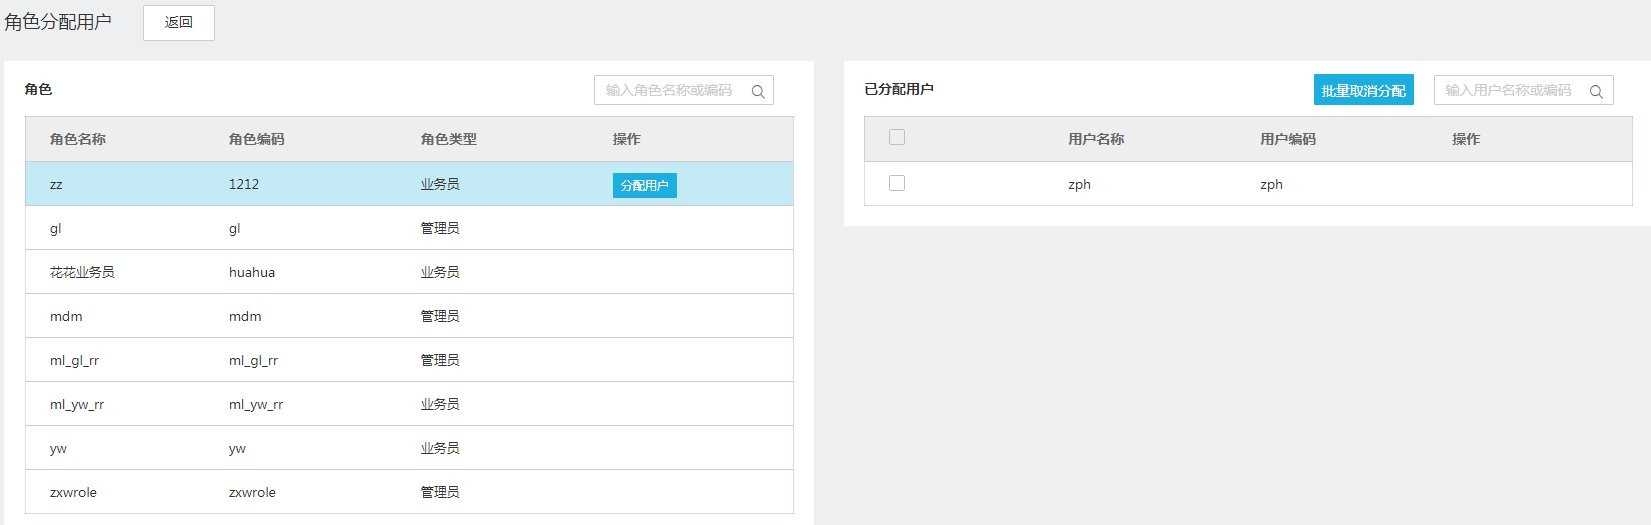 角色分配用户 返回
角色 输入角色名称或编码
角色名称 角色编码 角色类型 操作
zz 1212 业务员 分配用户
gl gl 管理员
花花业务员 huahua 业务员
mdm mdm 管理员
ml_gl_rr ml_gl_rr 管理员
ml_yw_rr ml_yw_rr 业务员
yw yw 业务员
zxwrole zxwrole 管理员
已分配用户 批量取消分配 输入用户名称或编码
用户名称 用户编码 操作
zph zph